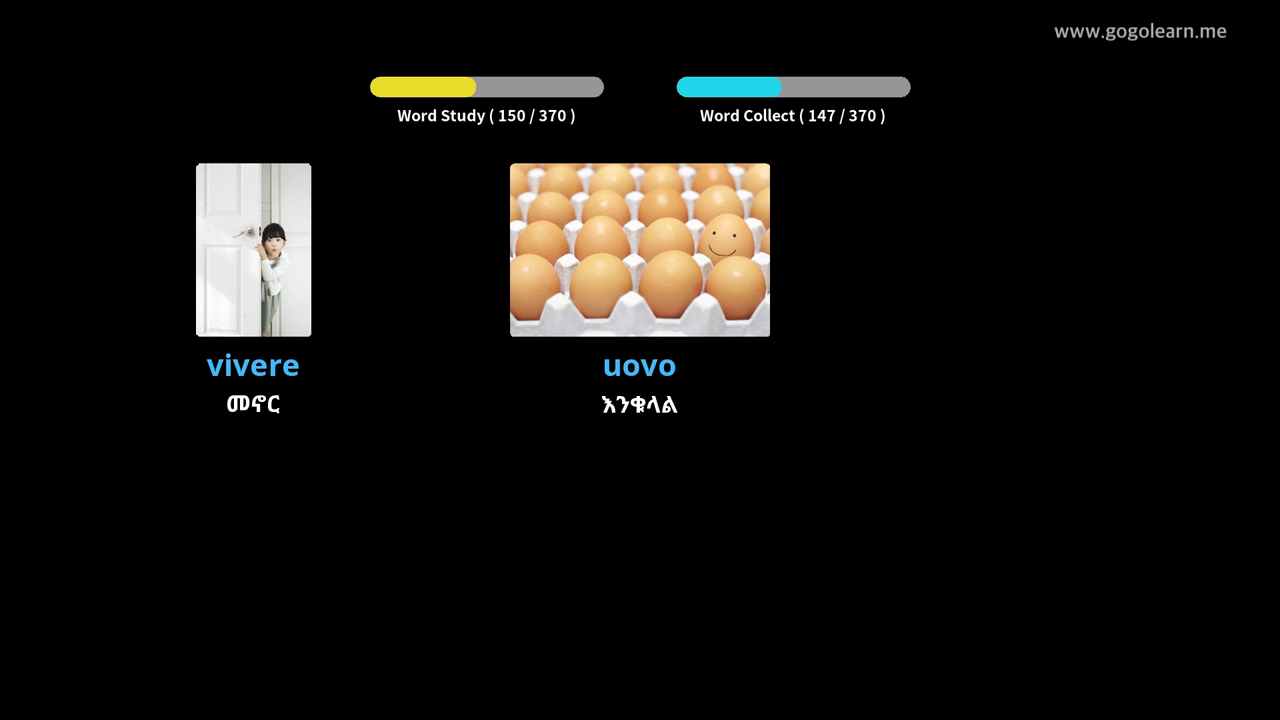 www.gogolearn.me
Word Study ( 150 / 370 )
Word Collect ( 147 / 370 )
vivere
መኖር
uovo
እንቁላል